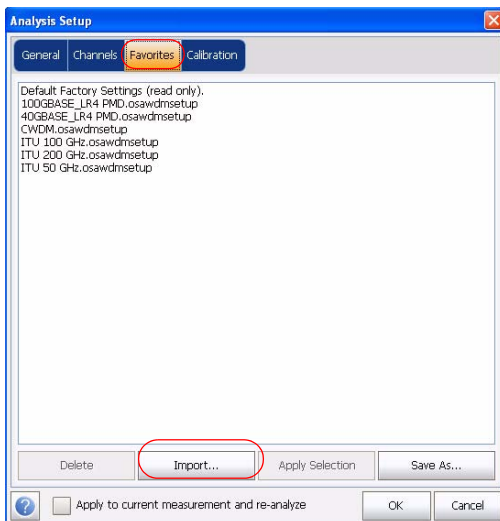 Analysis Setup
General Channels Favorites Calibration
Default Factory Settings (read only).
100GBASE_LR4 PMD.osawdmsetup
40GBASE_LR4 PMD.osawdmsetup
CWDM.osawdmsetup
ITU 100 GHz.osawdmsetup
ITU 200 GHz.osawdmsetup
ITU 50 GHz.osawdmsetup
Delete Import... Apply Selection Save As...
? Apply to current measurement and re-analyze OK Cancel